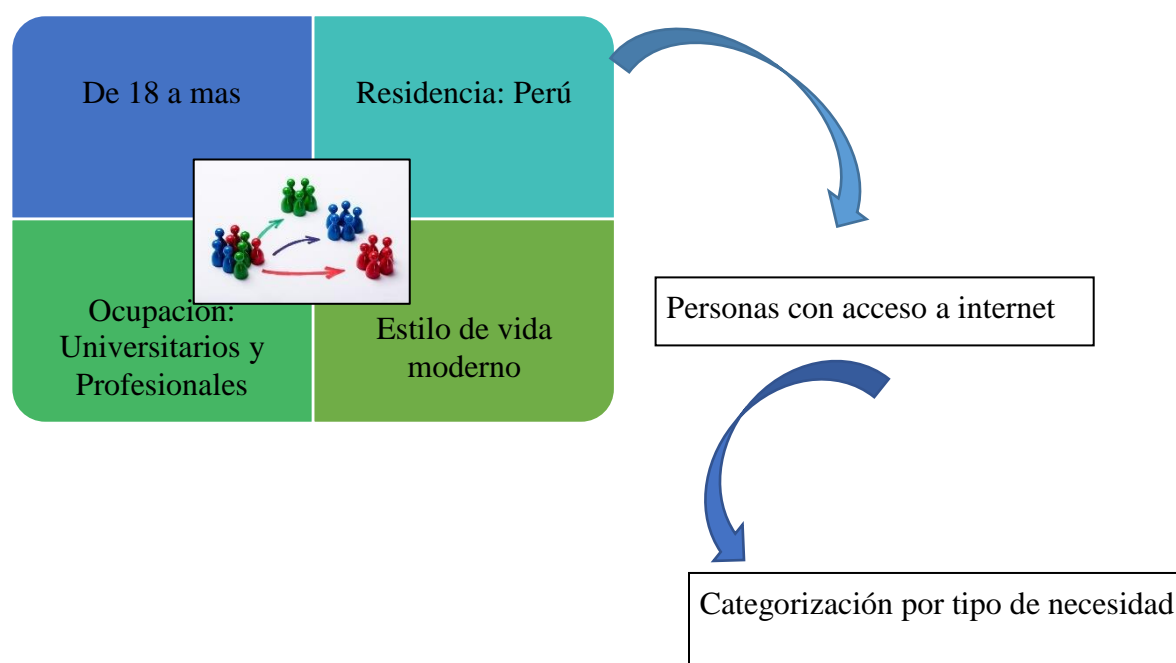 De 18 a mas
Residencia: Perú
Ocupación:
Universitarios y
Profesionales
Estilo de vida
moderno
Personas con acceso a internet
Categorización por tipo de necesidad